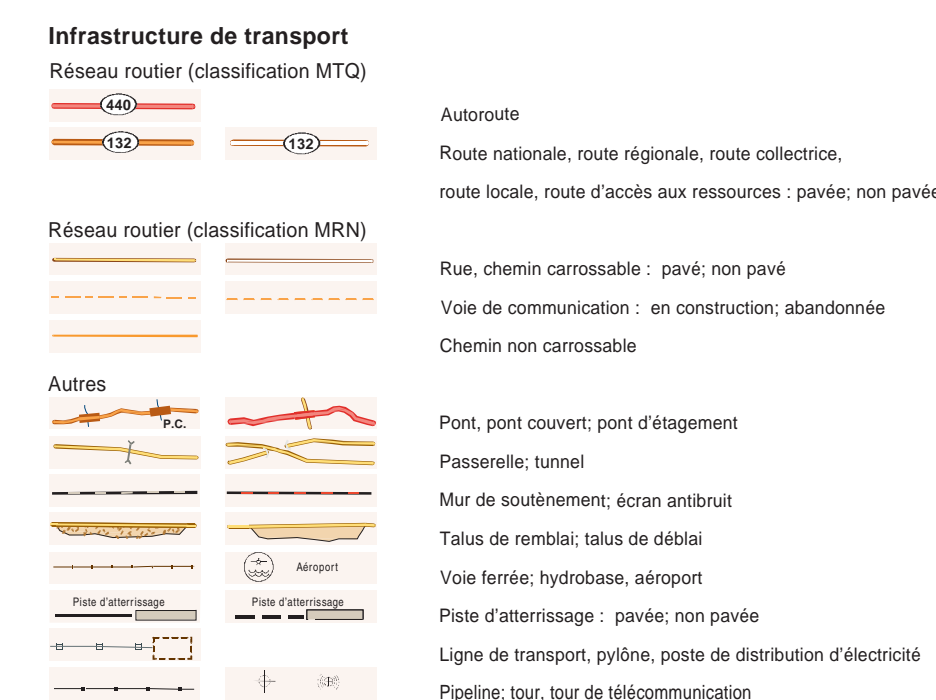 Infrastructure de transport
Réseau routier (classification MTQ)
440
Autoroute
132 132
Route nationale, route régionale, route collectrice,
route locale, route d'accès aux ressources : pavée; non pavée
Réseau routier (classification MRN)
Rue, chemin carrossable : pavé; non pavé
Voie de communication : en construction; abandonnée
Chemin non carrossable
Autres
P.C.
Pont, pont couvert; pont d'étagement
Passerelle; tunnel
Mur de soutènement; écran antibruit
Talus de remblai; talus de déblai
Aéroport
Voie ferrée; hydrobase, aéroport
Piste d'atterrissage Piste d'atterrissage
Piste d'atterrissage : pavée; non pavée
Ligne de transport, pylône, poste de distribution d'électricité
Pipeline; tour, tour de télécommunication